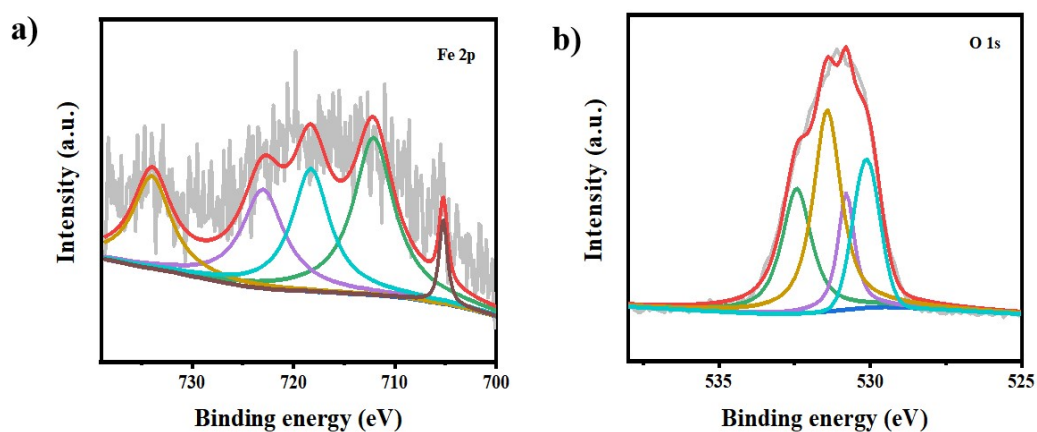 a)
Fe 2p
Intensity (a.u.)
730
720
710
700
Binding energy (eV)
b)
O 1s
Intensity (a.u.)
535
530
525
Binding energy (eV)